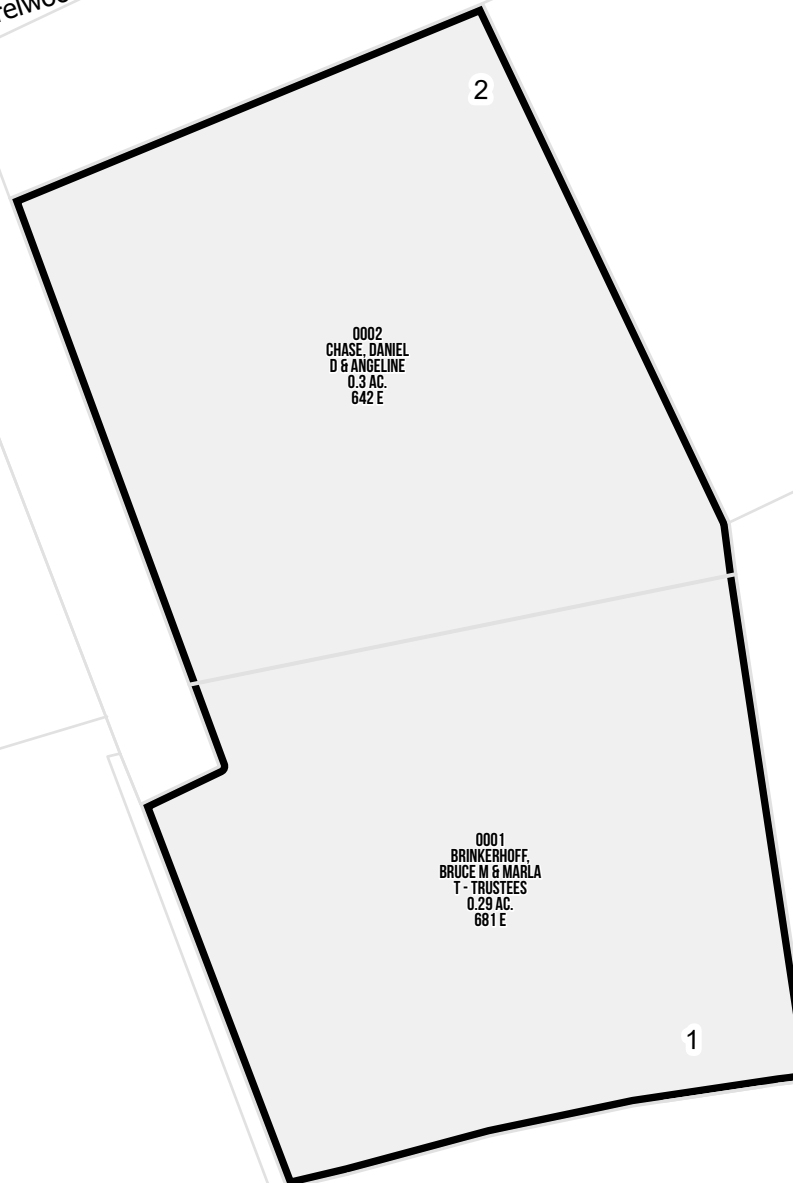 2
0002
CHASE, DANIEL
D & ANGELINE
0.3 AC.
642 E
0001
BRINKERHOFF,
BRUCE M & MARLA
T - TRUSTEES
0.29 AC.
681 E
1